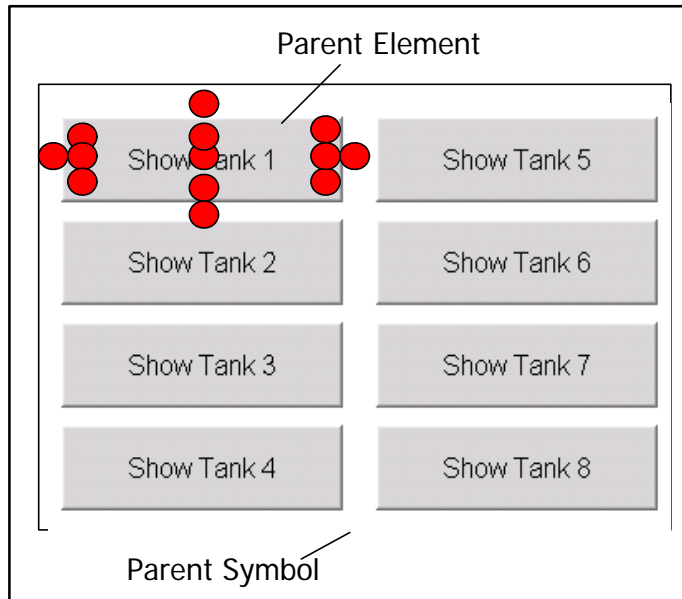 Parent Element
Show Tank 1
Show Tank 5
Show Tank 2
Show Tank 6
Show Tank 3
Show Tank 7
Show Tank 4
Show Tank 8
Parent Symbol